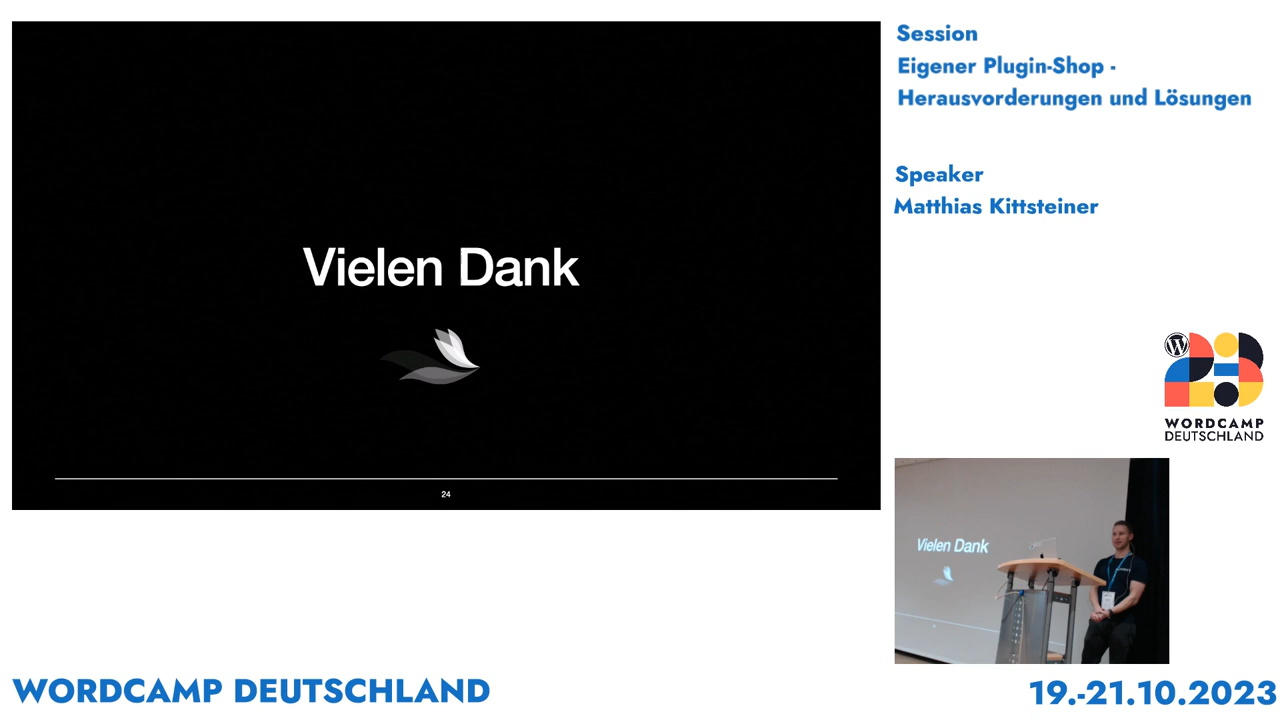 Session
Eigener Plugin-Shop -
Herausvorderungen und Lösungen
Speaker
Matthias Kittsteiner
Vielen Dank
24
WORDCAMP
DEUTSCHLAND
Vielen Dank
WORDCAMP DEUTSCHLAND
19.-21.10.2023